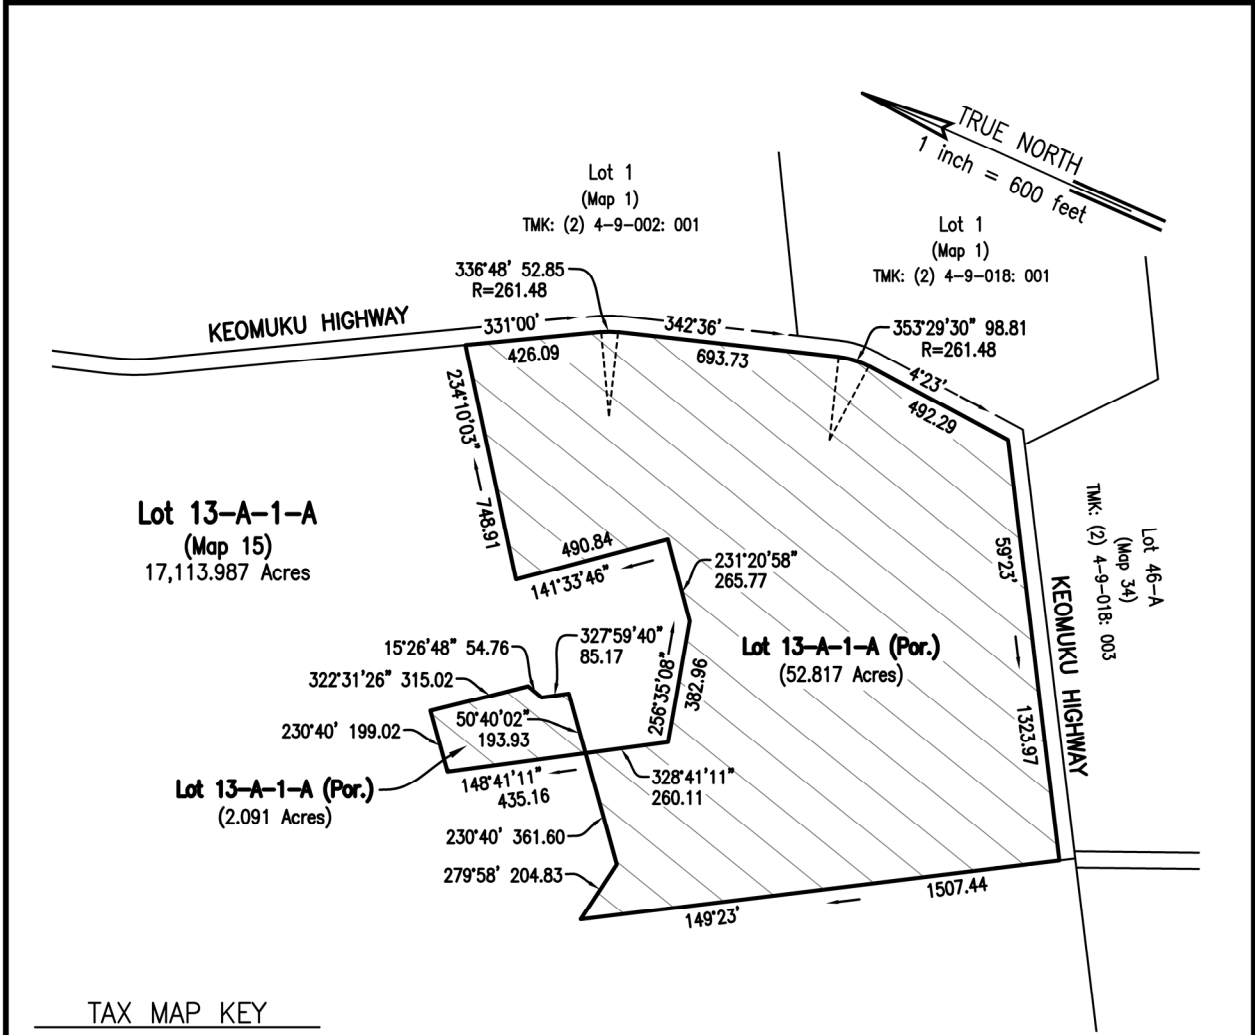 TRUE NORTH
1 inch = 600 feet
Lot 1
(Map 1)
TMK: (2) 4-9-002: 001
Lot 1
(Map 1)
TMK: (2) 4-9-018: 001
336°48' 52.85
R=261.48
KEOMUKU HIGHWAY
331°00'
342°36'
353°29'30" 98.81
R=261.48
426.09
693.73
4°23'
492.29
234°10'03"
748.91
Lot 13-A-1-A
(Map 15)
17,113.987 Acres
490.84
141°33'46"
231°20'58"
265.77
59°23'
1323.97
KEOMUKU HIGHWAY
Lot 46-A
(Map 34)
TMK: (2) 4-9-018: 003
15°26'48" 54.76
327°59'40"
85.17
Lot 13-A-1-A (Por.)
(52.817 Acres)
322°31'26" 315.02
256°35'08"
382.96
230°40' 199.02
50°40'02"
193.93
Lot 13-A-1-A (Por.)
(2.091 Acres)
148°41'11"
435.16
328°41'11"
260.11
230°40' 361.60
279°58' 204.83
149°23'
1507.44
TAX MAP KEY